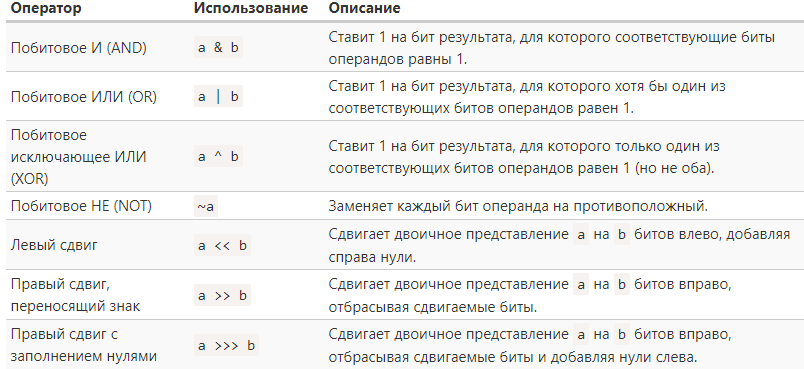 Оператор Использование Описание
Побитовое И (AND) a & b Ставит 1 на бит результата, для которого соответствующие биты
операндов равны 1.
Побитовое ИЛИ (OR) a | b Ставит 1 на бит результата, для которого хотя бы один из
соответствующих битов операндов равен 1.
Побитовое
исключающее ИЛИ
(XOR)
a ^ b
Ставит 1 на бит результата, для которого только один из
соответствующих битов операндов равен 1 (но не оба).
Побитовое НЕ (NOT) ~a Заменяет каждый бит операнда на противоположный.
Левый сдвиг a << b Сдвигает двоичное представление a на b битов влево, добавляя
справа нули.
Правый сдвиг,
переносящий знак
a >> b
Сдвигает двоичное представление a на b битов вправо,
отбрасывая сдвигаемые биты.
Правый сдвиг с
заполнением нулями
a >>> b
Сдвигает двоичное представление a на b битов вправо,
отбрасывая сдвигаемые биты и добавляя нули слева.